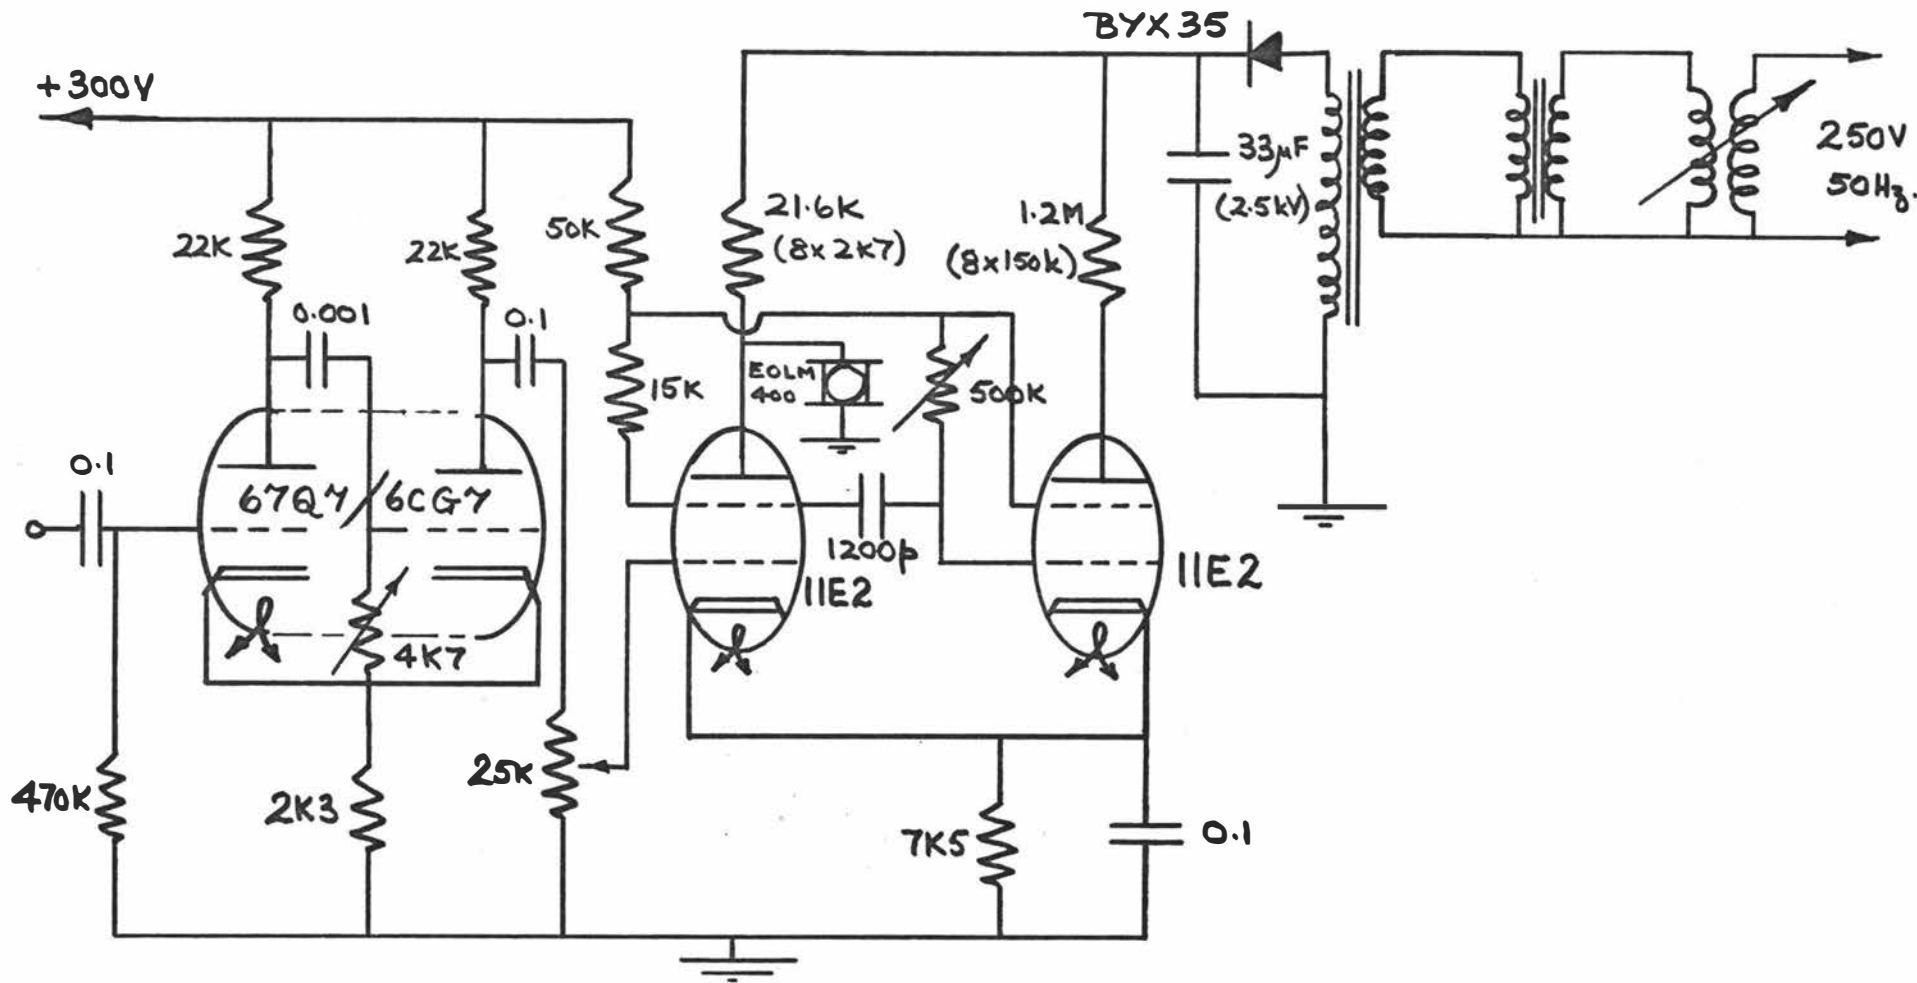 BYX35
+300V
250V
50Hz.
33µF
(2.5kV)
22K
22K
50K
21.6K
(8x2K7)
1.2M
(8x150k)
0.001
0.1
15K
EOLM
400
500K
0.1
67Q7/6CG7
1200p
11E2
11E2
4K7
470K
2K3
25K
7K5
0.1